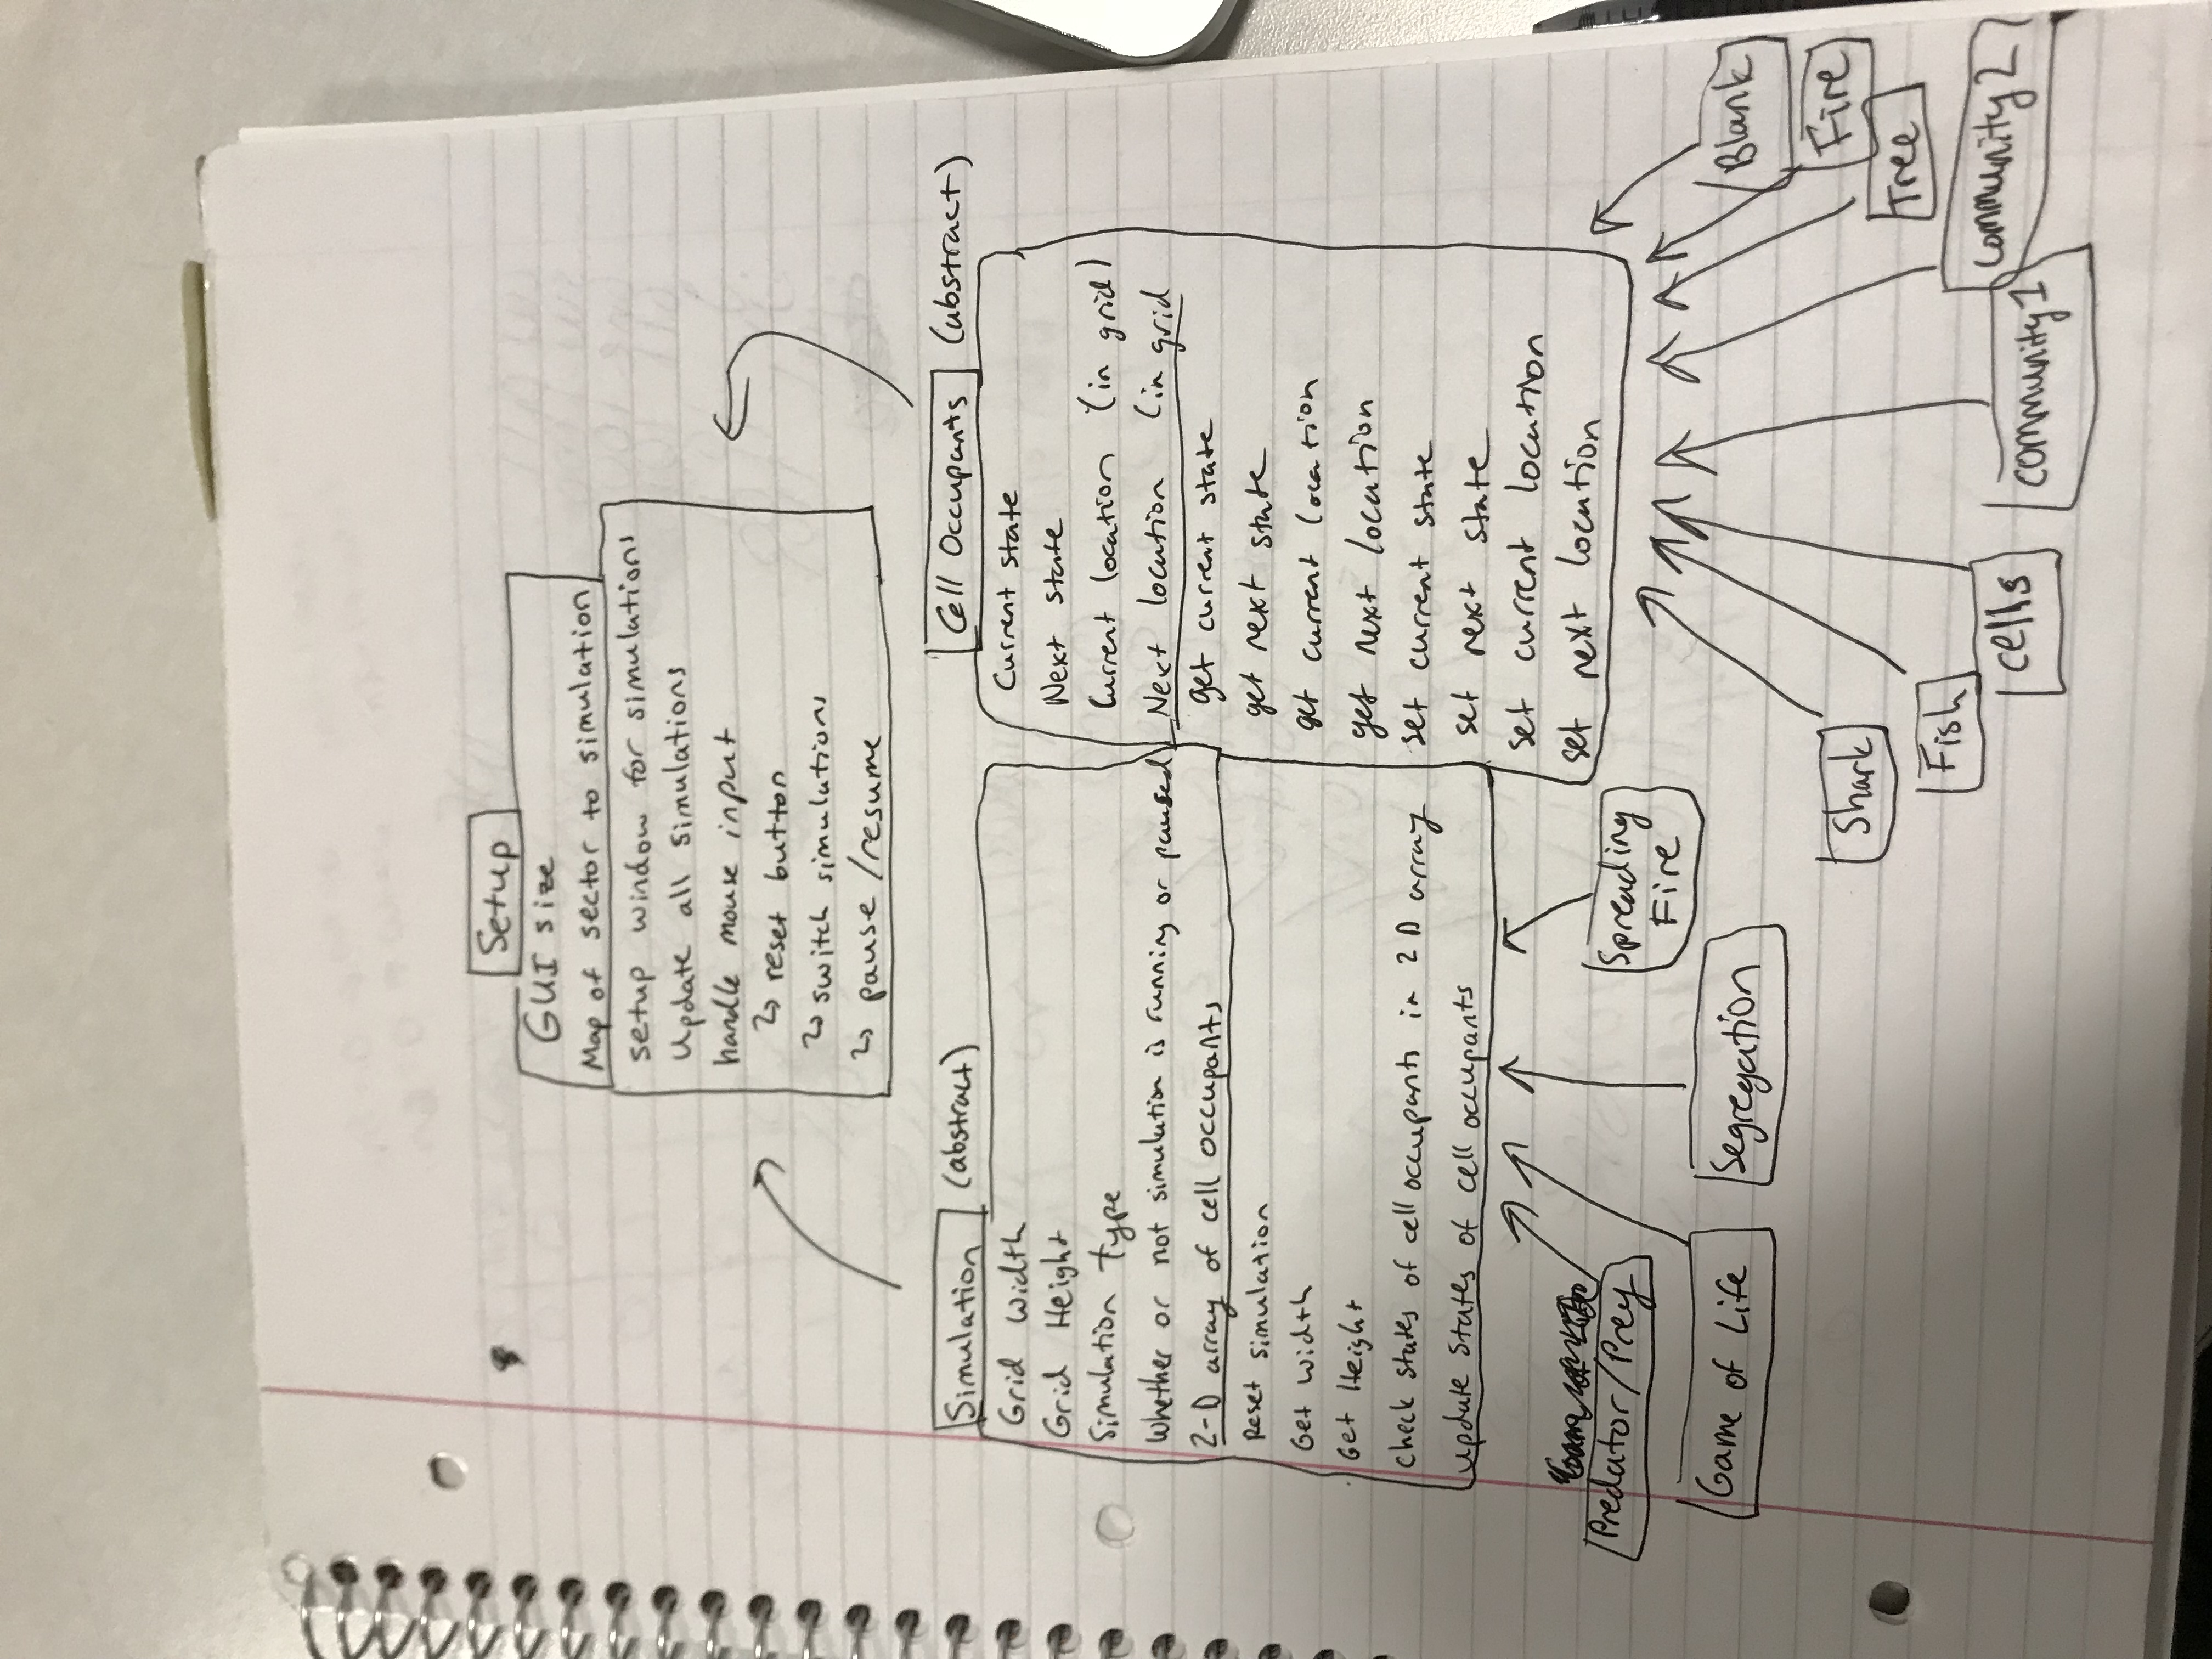 Setup
GUI size
Map of sector to simulation
setup window for simulations
Update all simulations
handle mouse input
↳ reset button
↳ switch simulations
↳ pause /resume
Simulation (abstract)
Grid Width
Grid Height
Simulation Type
Whether or not simulation is running or paused
2-D array of cell occupants
Reset simulation
Get width
Get Height
check states of cell occupants in 2D array
update states of cell occupants
Predator/Prey
Game of Life
Segregation
Spreading
Fire
Cell Occupants (abstract)
Current state
Next state
Current location (in grid)
Next location (in grid
get current state
get next state
get current location
get next location
set current state
set next state
set current location
set next location
Shark
Fish
cells
community 1
community 2
Tree
Fire
Blank